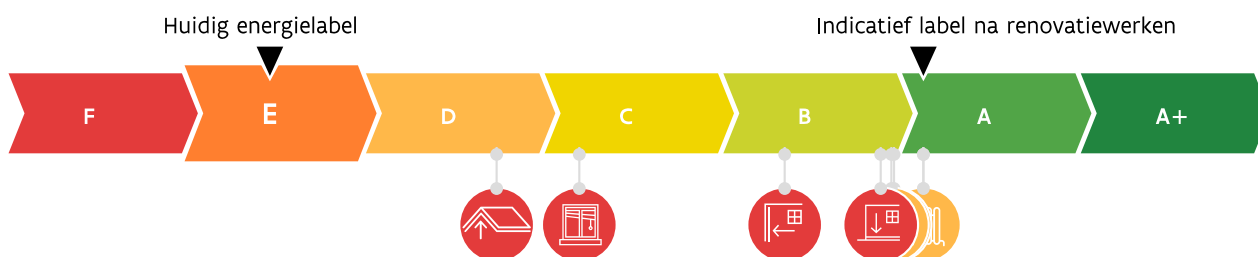 Huidig energielabel
Indicatief label na renovatiewerken
F
E
D
C
B
A
A+